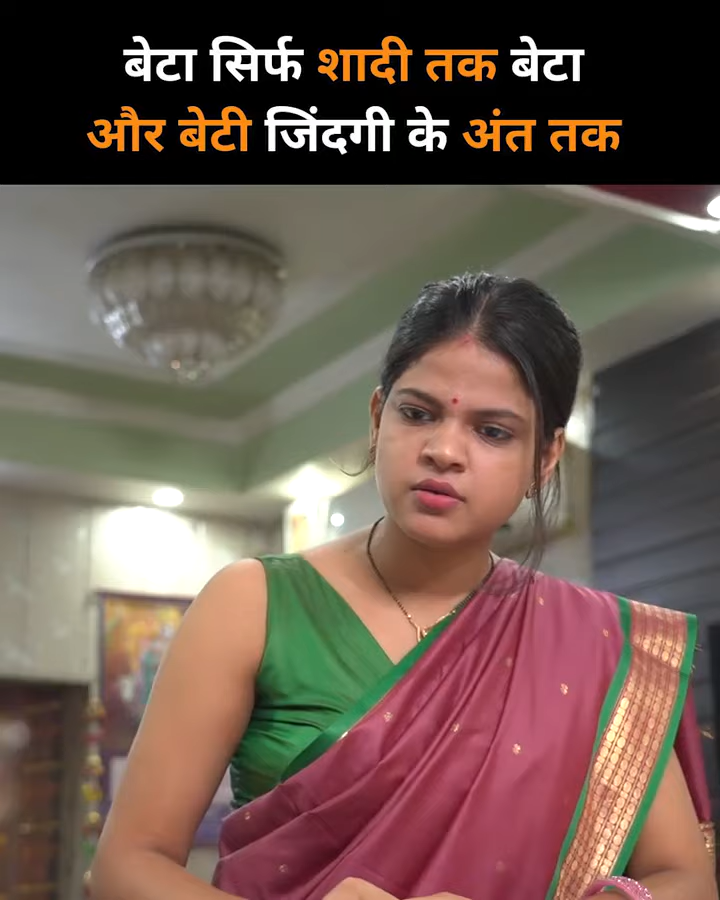 बेटा सिर्फ शादी तक बेटा
और बेटी जिंदगी के अंत तक